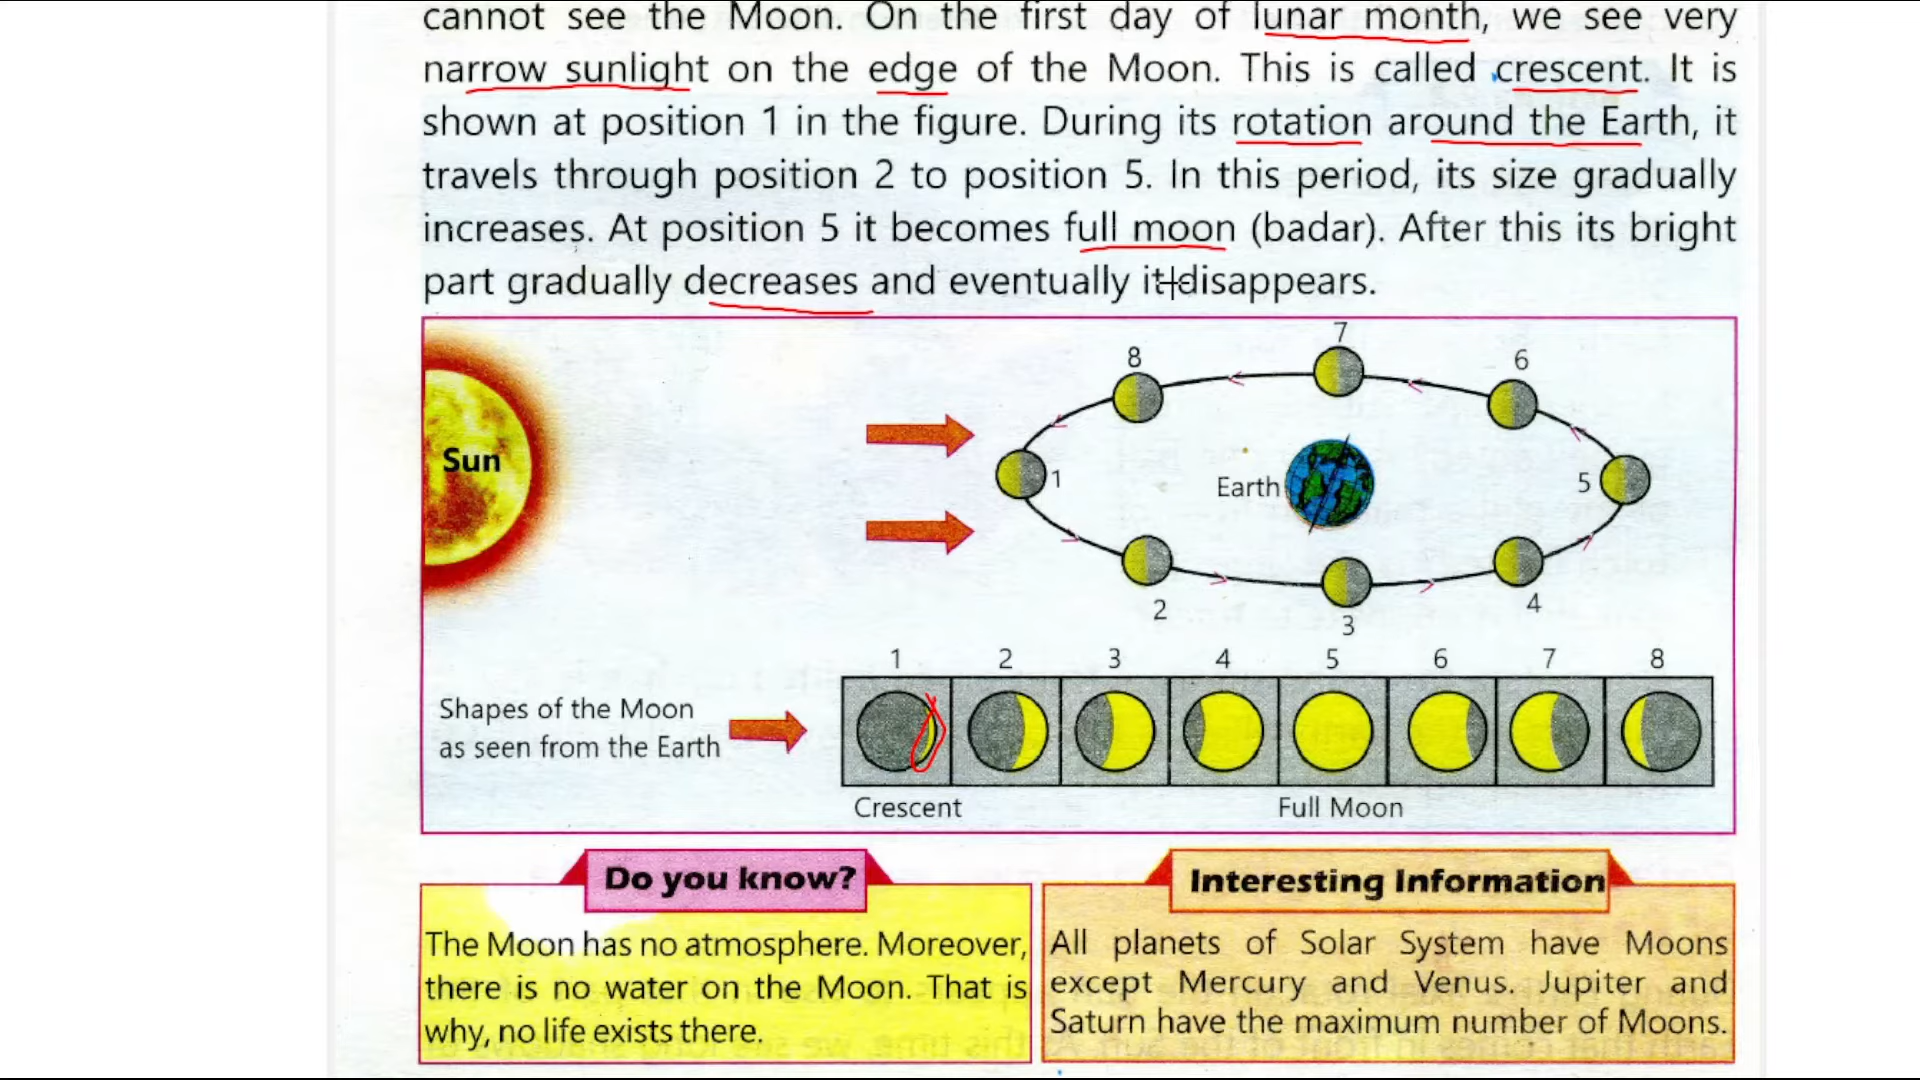 cannot see the Moon. On the first day of lunar month, we see very
narrow sunlight on the edge of the Moon. This is called crescent. It is
shown at position 1 in the figure. During its rotation around the Earth, it
travels through position 2 to position 5. In this period, its size gradually
increases. At position 5 it becomes full moon (badar). After this its bright
part gradually decreases and eventually it disappears.
7
8
6
Sun
1
Earth
5
2
4
3
1 2 3 4 5 6 7 8
Shapes of the Moon
as seen from the Earth
Crescent
Full Moon
Do you know?
The Moon has no atmosphere. Moreover,
there is no water on the Moon. That is
why, no life exists there.
Interesting Information
All planets of Solar System have Moons
except Mercury and Venus. Jupiter and
Saturn have the maximum number of Moons.